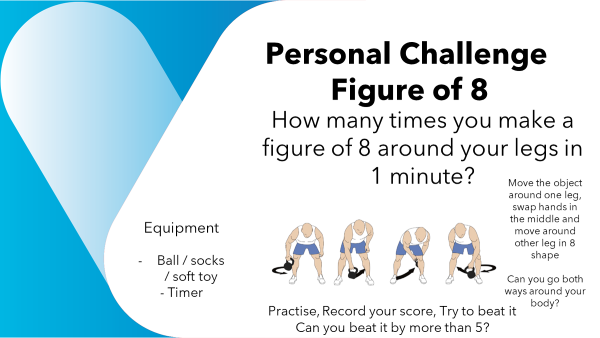 Personal Challenge
Figure of 8
How many times you make a
figure of 8 around your legs in
1 minute?
Move the object
around one leg,
swap hands in
the middle and
move around
other leg in 8
shape
Can you go both
ways around your
body?
Equipment
- Ball / socks
/ soft toy
- Timer
Practise, Record your score, Try to beat it
Can you beat it by more than 5?